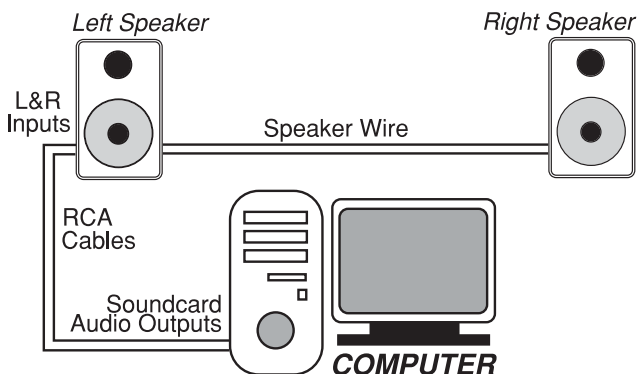 Left Speaker
Right Speaker
L&R
Inputs
Speaker Wire
RCA
Cables
Soundcard
Audio Outputs
COMPUTER